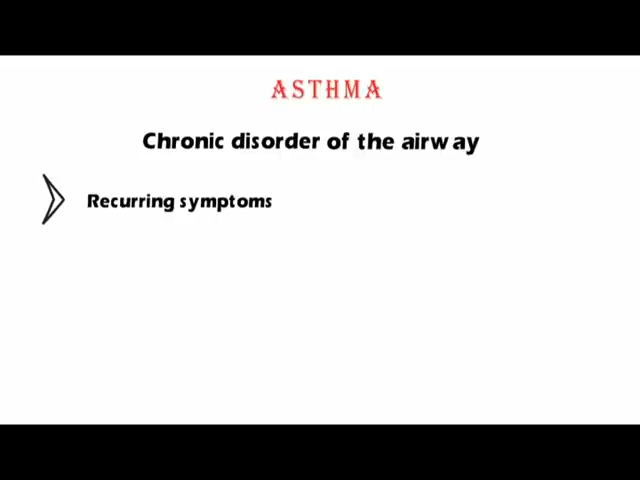 ASTHMA
Chronic disorder of the airway
Recurring symptoms